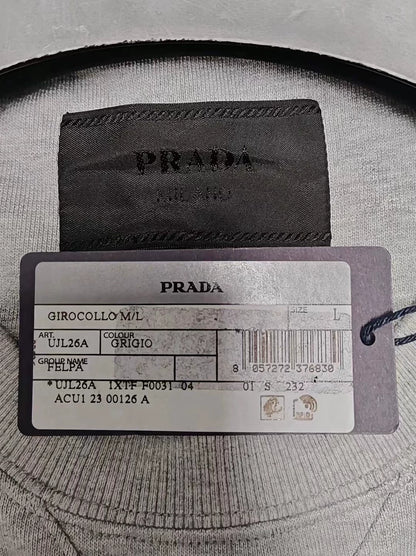 PRADA
MILANO
PRADA
GIROCOLLO M/L SIZE L
ART. COLOUR
UJL26A GRIGIO
GROUP NAME
FELPA
8 057272 376830
*UJL26A 1XTF F0031 04 01 S 232
ACU1 23 00126 A